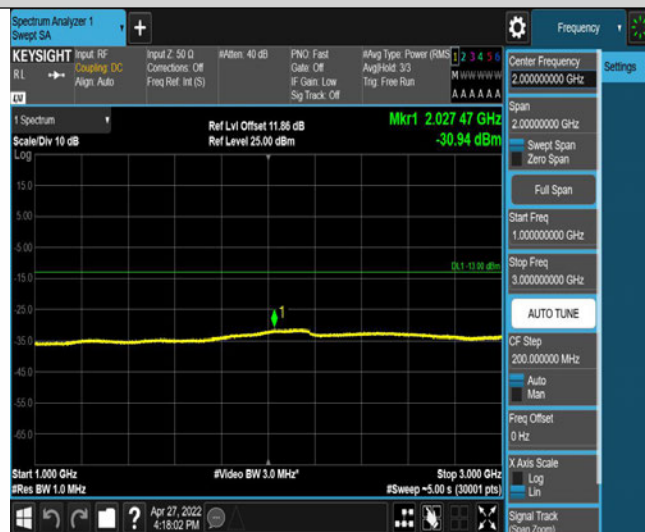 Spectrum Analyzer 1
Swept SA
+
Frequency
KEYSIGHT
RL
LXI
Input: RF
Coupling: DC
Align: Auto
Input Z: 50 Ω
Corrections: Off
Freq Ref: Int (S)
#Atten: 40 dB
PNO: Fast
Gate: Off
IF Gain: Low
Sig Track: Off
#Avg Type: Power (RMS
Avg|Hold: 3/3
Trig: Free Run
1 2 3 4 5 6
M W W W W W
A A A A A A
1 Spectrum
Scale/Div 10 dB
Log
Ref Lvl Offset 11.86 dB
Ref Level 25.00 dBm
Mkr1 2.027 47 GHz
-30.94 dBm
15.0
5.00
-5.00
DL1 -13.00 dBm
-15.0
-25.0
1
-35.0
-45.0
-55.0
-65.0
Start 1.000 GHz
#Res BW 1.0 MHz
#Video BW 3.0 MHz*
Stop 3.000 GHz
#Sweep ~5.00 s (30001 pts)
?
Apr 27, 2022
4:18:02 PM
Center Frequency
2.000000000 GHz
Settings
Span
2.00000000 GHz
Swept Span
Zero Span
Full Span
Start Freq
1.000000000 GHz
Stop Freq
3.000000000 GHz
AUTO TUNE
CF Step
200.000000 MHz
Auto
Man
Freq Offset
0 Hz
X Axis Scale
Log
Lin
Signal Track
(Span Zoom)